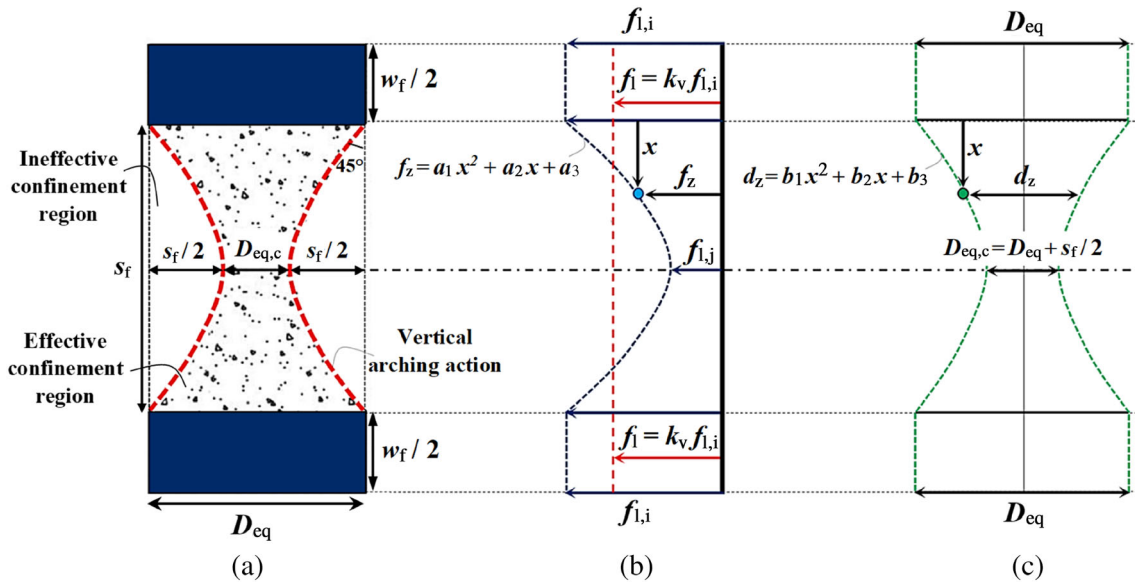 f_l,i
D_eq
w_f / 2
f_l = k_v f_l,i
Ineffective
confinement
region
45°
f_z = a_1 x^2 + a_2 x + a_3
x
f_z
d_z = b_1 x^2 + b_2 x + b_3
x
d_z
s_f / 2
D_eq,c
s_f / 2
s_f
f_l,j
D_eq,c = D_eq + s_f / 2
Effective
confinement
region
Vertical
arching action
w_f / 2
f_l = k_v f_l,i
D_eq
f_l,i
D_eq
(a)
(b)
(c)